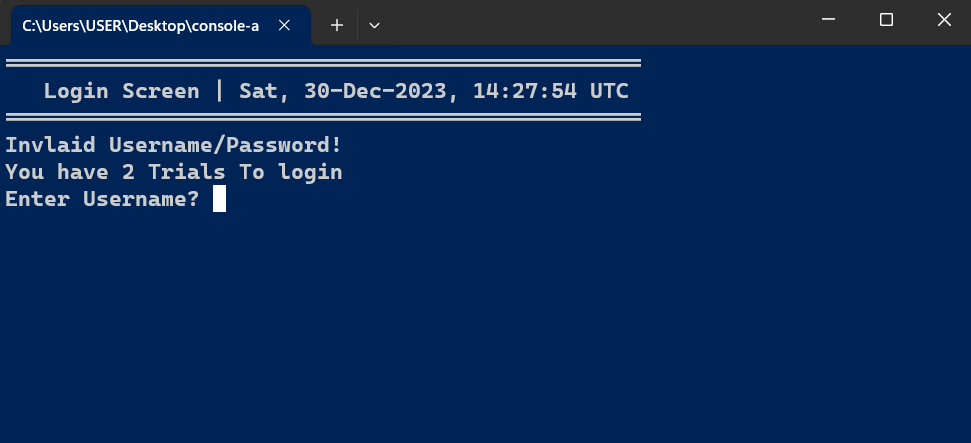 C:\Users\USER\Desktop\console-a
Login Screen | Sat, 30-Dec-2023, 14:27:54 UTC
Invlaid Username/Password!
You have 2 Trials To login
Enter Username?